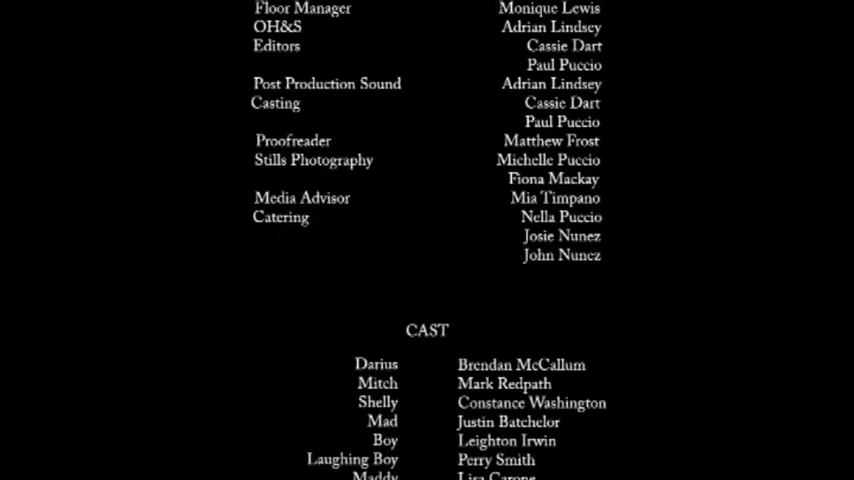 Floor Manager Monique Lewis
OH&S Adrian Lindsey
Editors Cassie Dart
Paul Puccio
Post Production Sound Adrian Lindsey
Casting Cassie Dart
Paul Puccio
Proofreader Matthew Frost
Stills Photography Michelle Puccio
Fiona Mackay
Media Advisor Mia Timpano
Catering Nella Puccio
Josie Nunez
John Nunez
CAST
Darius Brendan McCallum
Mitch Mark Redpath
Shelly Constance Washington
Mad Justin Batchelor
Boy Leighton Irwin
Laughing Boy Perry Smith
Maddy Lisa Carone